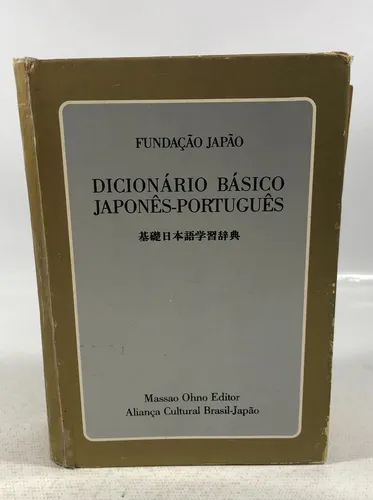 FUNDAÇÃO JAPÃO
DICIONÁRIO BÁSICO
JAPONÊS-PORTUGUÊS
基礎日本語学習辞典
Massao Ohno Editor
Aliança Cultural Brasil-Japão